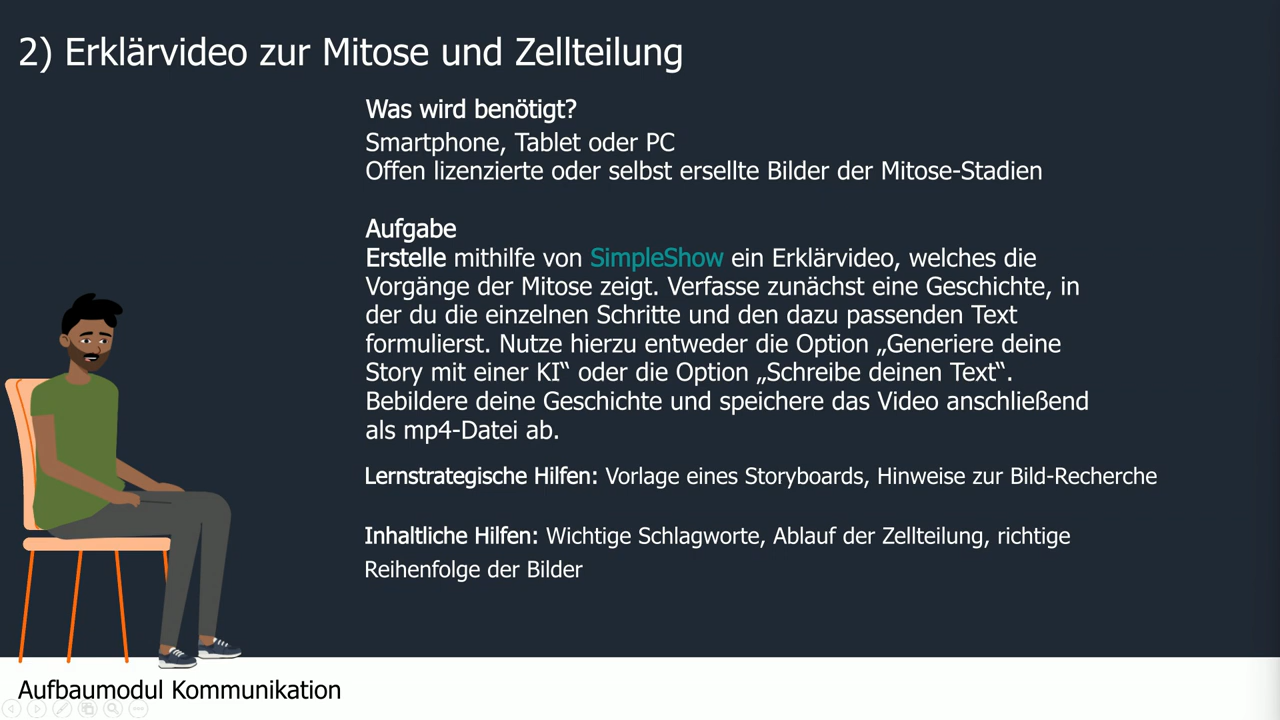 2) Erklärvideo zur Mitose und Zellteilung
Was wird benötigt?
Smartphone, Tablet oder PC
Offen lizenzierte oder selbst ersellte Bilder der Mitose-Stadien
Aufgabe
Erstelle mithilfe von SimpleShow ein Erklärvideo, welches die
Vorgänge der Mitose zeigt. Verfasse zunächst eine Geschichte, in
der du die einzelnen Schritte und den dazu passenden Text
formulierst. Nutze hierzu entweder die Option „Generiere deine
Story mit einer KI“ oder die Option „Schreibe deinen Text“.
Bebildere deine Geschichte und speichere das Video anschließend
als mp4-Datei ab.
Lernstrategische Hilfen: Vorlage eines Storyboards, Hinweise zur Bild-Recherche
Inhaltliche Hilfen: Wichtige Schlagworte, Ablauf der Zellteilung, richtige
Reihenfolge der Bilder
Aufbaumodul Kommunikation